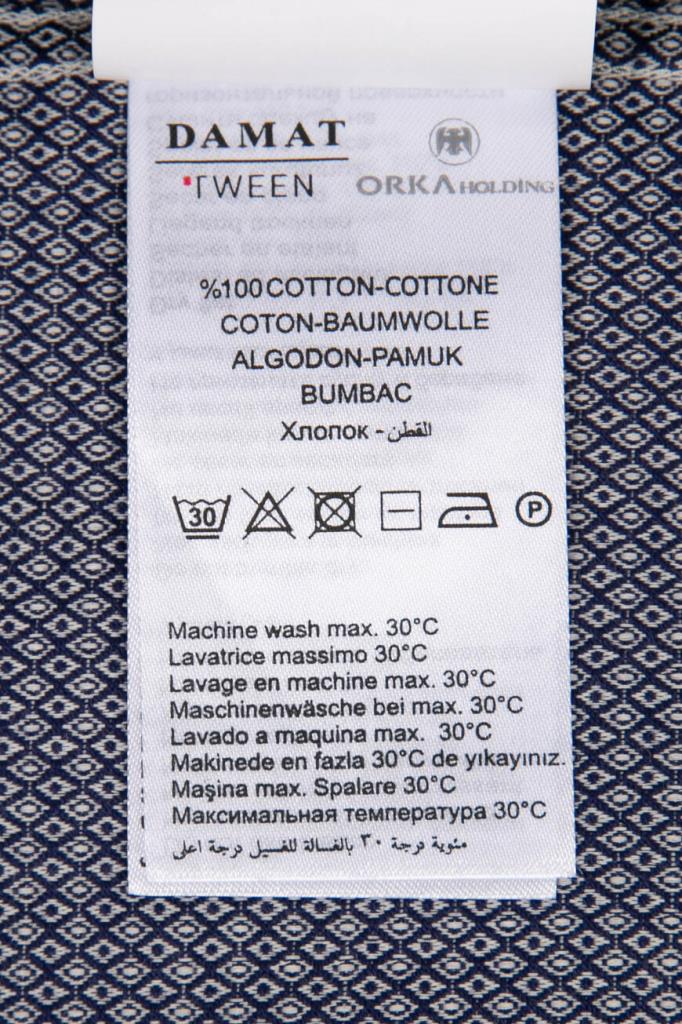 DAMAT
TWEEN
ORKA HOLDING
%100 COTTON-COTTONE
COTON-BAUMWOLLE
ALGODON-PAMUK
BUMBAC
Хлопок - القطن
30 P
Machine wash max. 30°C
Lavatrice massimo 30°C
Lavage en machine max. 30°C
Maschinenwäsche bei max. 30°C
Lavado a maquina max. 30°C
Makinede en fazla 30°C de yıkayınız.
Maşina max. Spalare 30°C
Максимальная температура 30°C
مئوية درجة ٣٠ بالغسالة للغسيل درجة اعلى